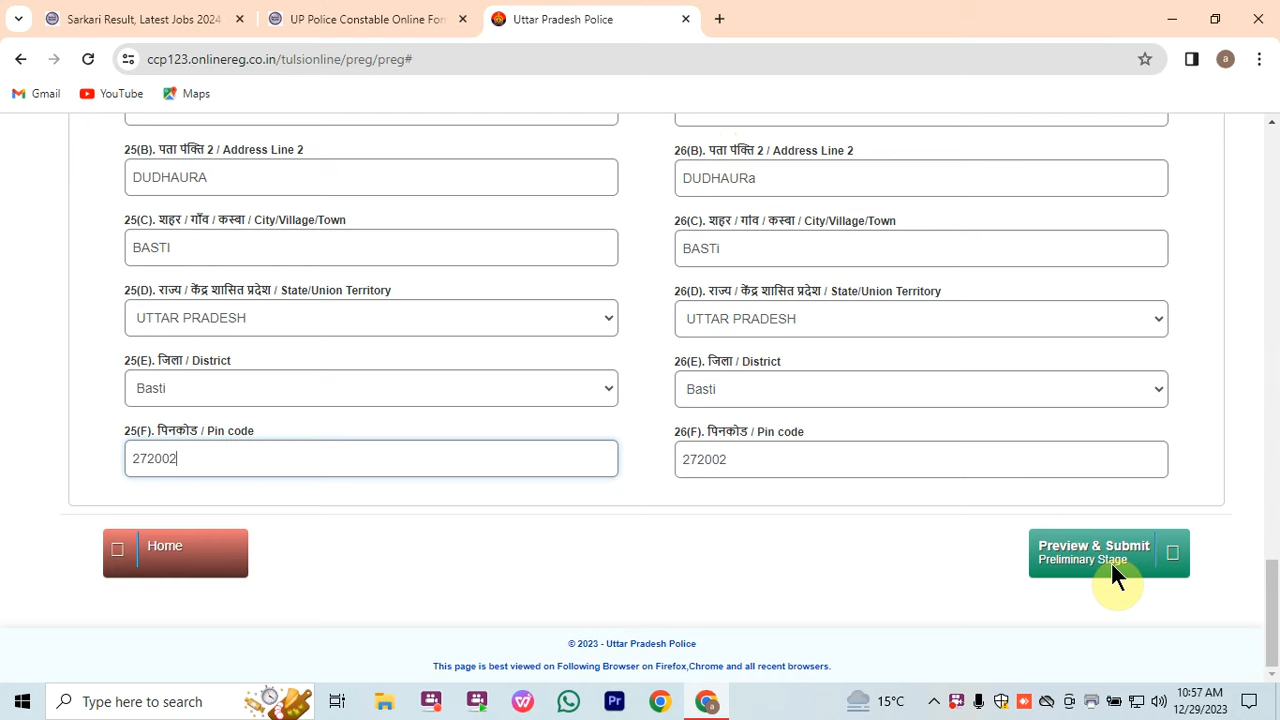 Sarkari Result, Latest Jobs 2024
UP Police Constable Online For
Uttar Pradesh Police
ccp123.onlinereg.co.in/tulsionline/preg/preg#
a
Gmail
YouTube
Maps
25(B). पता पंक्ति 2 / Address Line 2
DUDHAURA
26(B). पता पंक्ति 2 / Address Line 2
DUDHAURa
25(C). शहर / गाँव / कस्बा / City/Village/Town
BASTI
26(C). शहर / गांव / कस्बा / City/Village/Town
BASTi
25(D). राज्य / केंद्र शासित प्रदेश / State/Union Territory
UTTAR PRADESH
26(D). राज्य / केंद्र शासित प्रदेश / State/Union Territory
UTTAR PRADESH
25(E). जिला / District
Basti
26(E). जिला / District
Basti
25(F). पिनकोड / Pin code
272002
26(F). पिनकोड / Pin code
272002
Home
Preview & Submit
Preliminary Stage
© 2023 - Uttar Pradesh Police
This page is best viewed on Following Browser on Firefox,Chrome and all recent browsers.
Type here to search
Pr
15°C
10:57 AM
12/29/2023